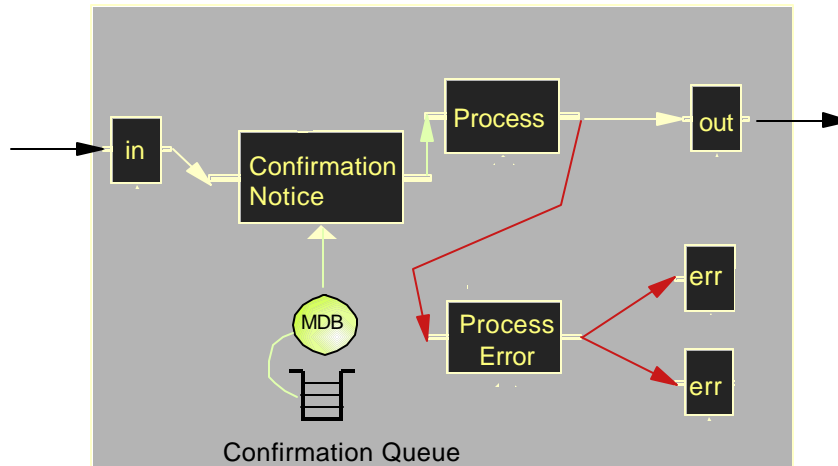 in
Confirmation
Notice
Process
out
MDB
Confirmation Queue
Process
Error
err
err